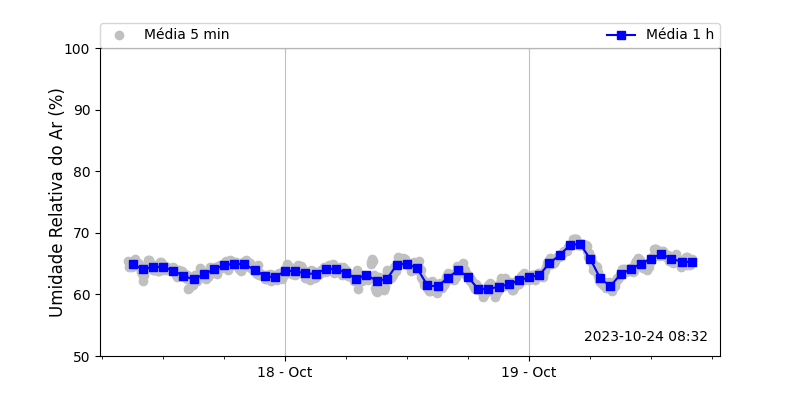 Média 5 min
Média 1 h
Umidade Relativa do Ar (%)
100
90
80
70
60
50
18 - Oct
19 - Oct
2023-10-24 08:32